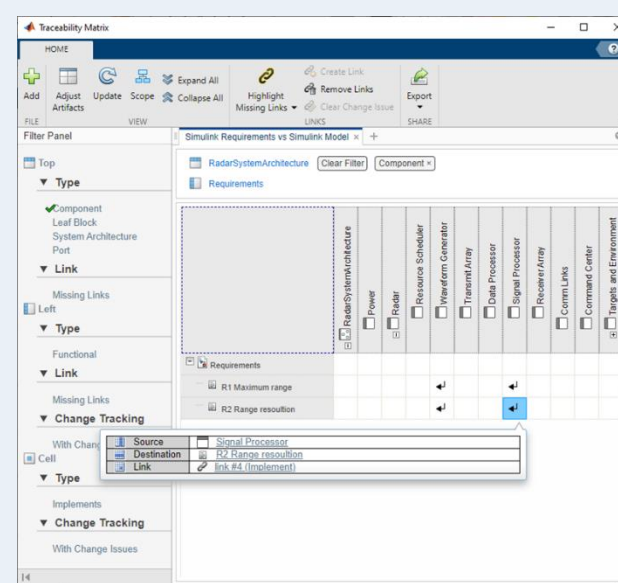 Traceability Matrix
HOME
Add
Adjust Artifacts
Update
Scope
Expand All
Collapse All
Highlight Missing Links
Create Link
Remove Links
Clear Change Issue
Export
FILE
VIEW
LINKS
SHARE
Filter Panel
Simulink Requirements vs Simulink Model × +
Top
Type
Component
Leaf Block
System Architecture
Port
Link
Missing Links
Left
Type
Functional
Link
Missing Links
Change Tracking
With Chang
Cell
Type
Implements
Change Tracking
With Change Issues
RadarSystemArchitecture Clear Filter Component ×
Requirements
RadarSystemArchitecture
Power
Radar
Resource Scheduler
Waveform Generator
Transmit Array
Data Processor
Signal Processor
Receiver Array
Comm Links
Command Center
Targets and Environment
Requirements
R1 Maximum range
R2 Range resoultion
Source Signal Processor
Destination R2 Range resoultion
Link link #4 (Implement)